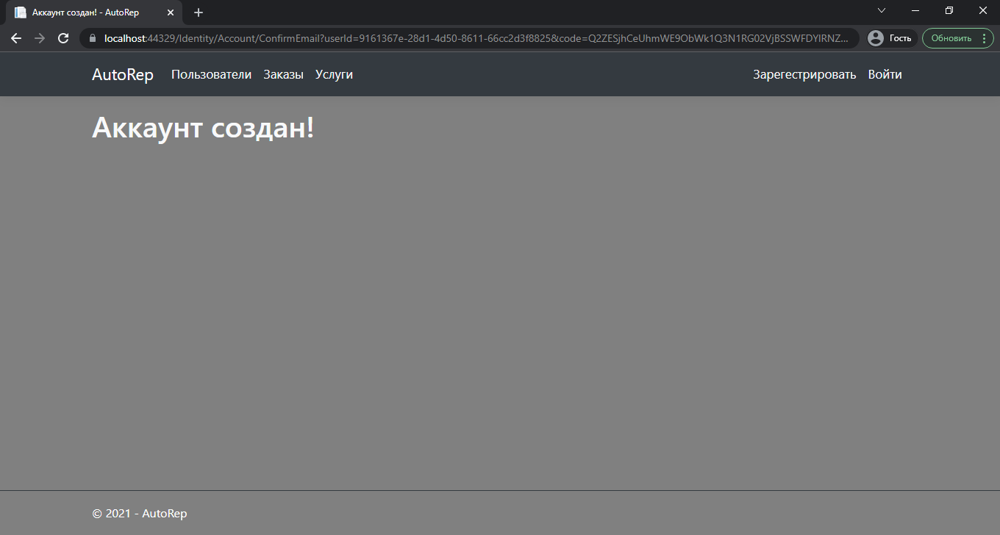 Аккаунт создан! - AutoRep
localhost:44329/Identity/Account/ConfirmEmail?userId=9161367e-28d1-4d50-8611-66cc2d3f8825&code=Q2ZESjhCeUhmWE9ObWk1Q3N1RG02VjBSSWFDYlRNZ...
Гость
Обновить
AutoRep Пользователи Заказы Услуги Зарегестрировать Войти
Аккаунт создан!
© 2021 - AutoRep